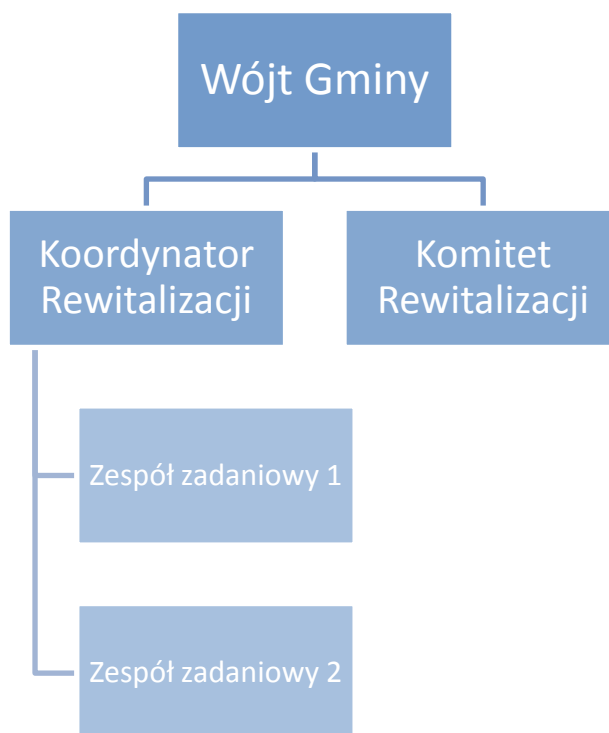 Wójt Gminy
Koordynator
Rewitalizacji
Komitet
Rewitalizacji
Zespół zadaniowy 1
Zespół zadaniowy 2